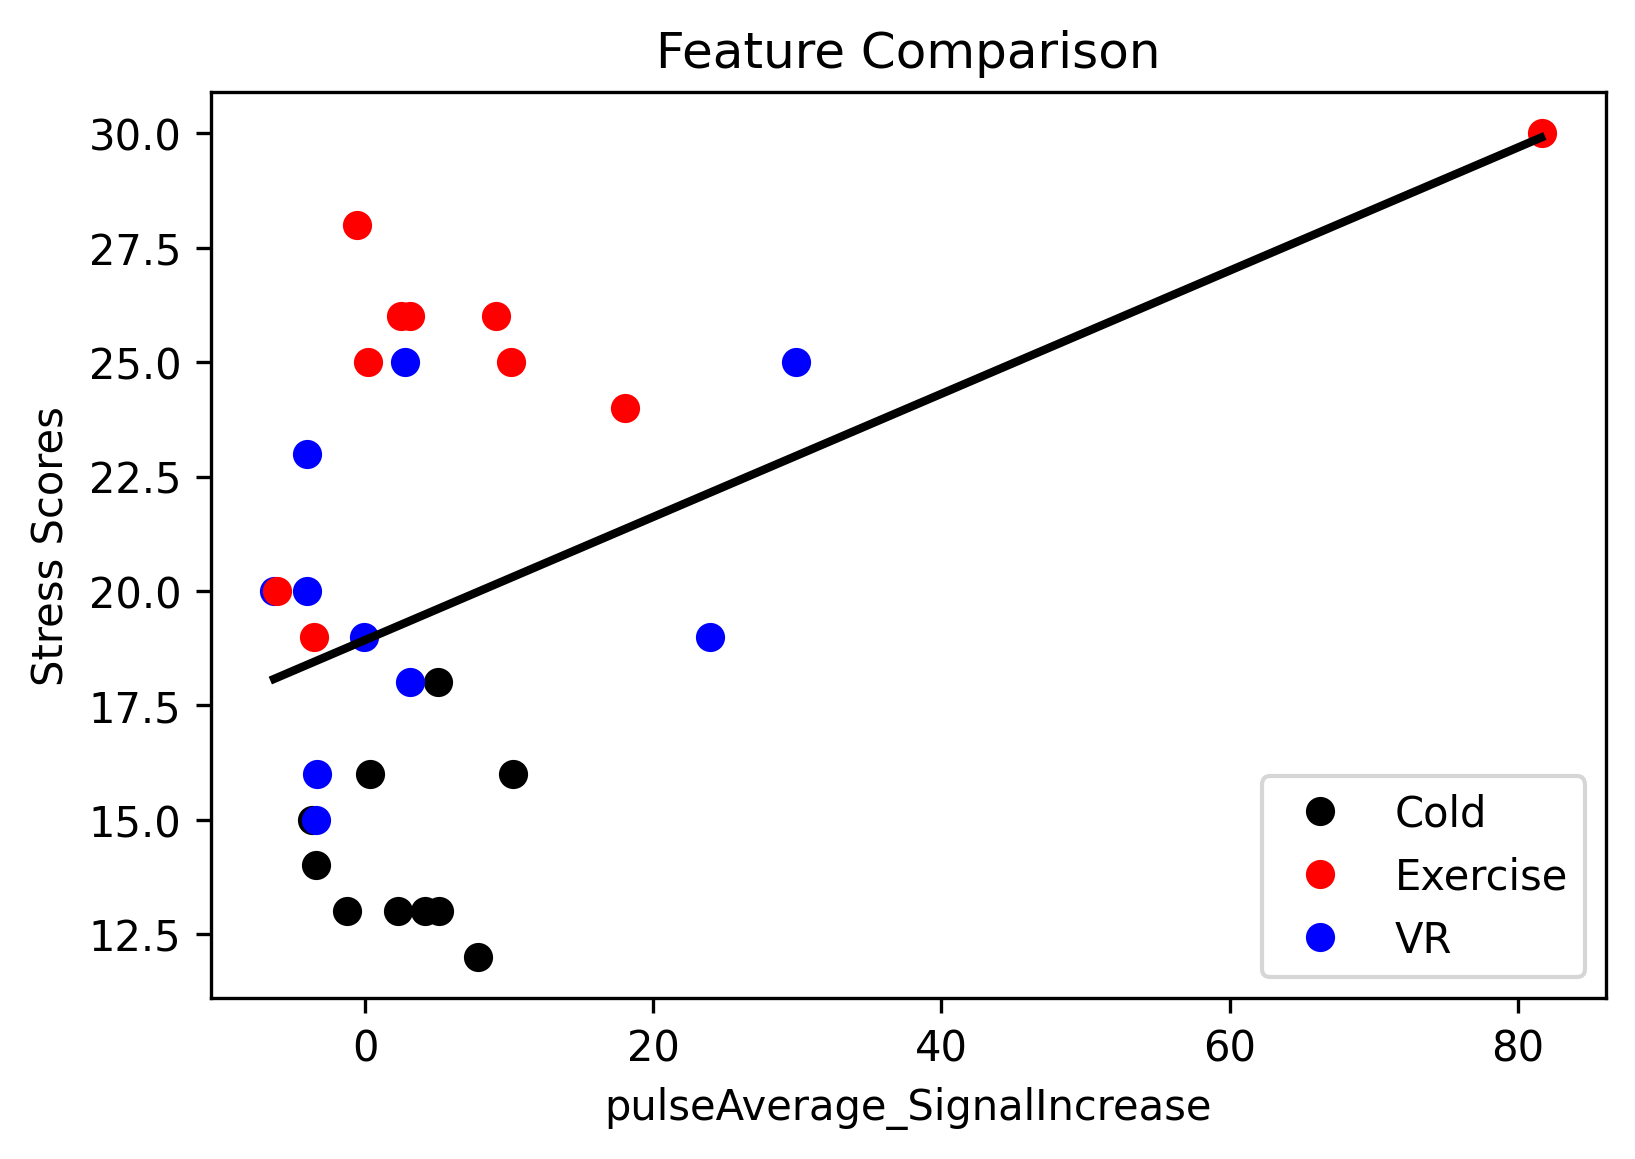 Feature Comparison
30.0
27.5
25.0
22.5
20.0
17.5
15.0
12.5
Stress Scores
Cold
Exercise
VR
0 20 40 60 80
pulseAverage_SignalIncrease